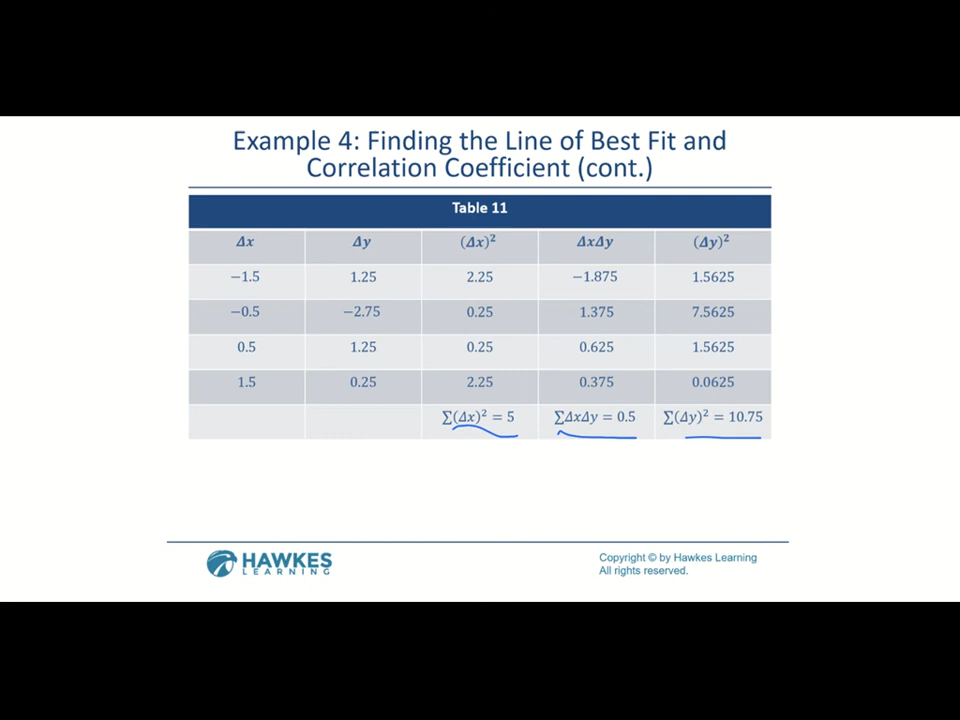 Example 4: Finding the Line of Best Fit and
Correlation Coefficient (cont.)
Table 11
Δx Δy (Δx)² ΔxΔy (Δy)²
−1.5 1.25 2.25 −1.875 1.5625
−0.5 −2.75 0.25 1.375 7.5625
0.5 1.25 0.25 0.625 1.5625
1.5 0.25 2.25 0.375 0.0625
∑(Δx)² = 5 ∑ΔxΔy = 0.5 ∑(Δy)² = 10.75
HAWKES
LEARNING
Copyright © by Hawkes Learning
All rights reserved.